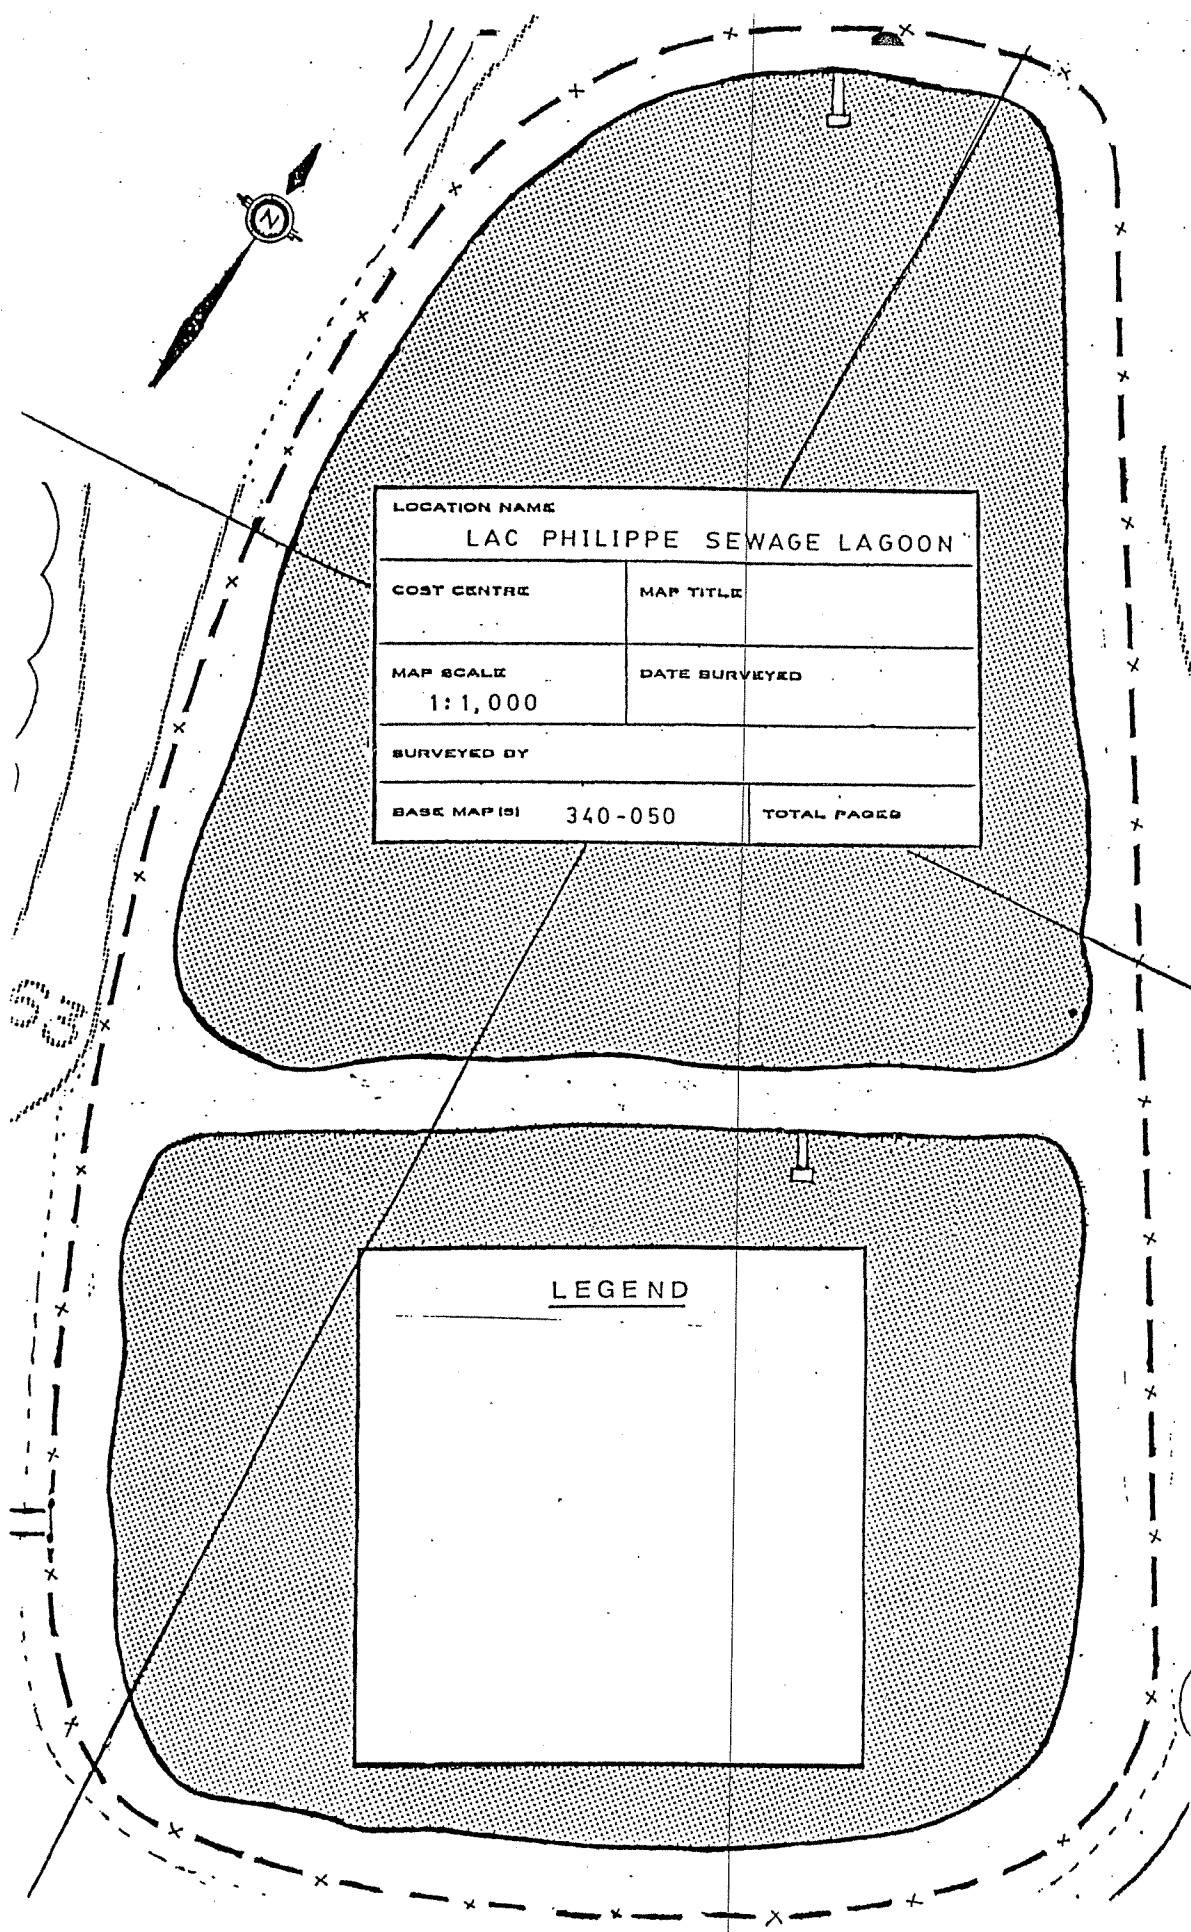 N
LOCATION NAME
LAC PHILIPPE SEWAGE LAGOON
COST CENTRE
MAP TITLE
MAP SCALE
1:1,000
DATE SURVEYED
SURVEYED BY
BASE MAP(S) 340-050
TOTAL PAGES
LEGEND